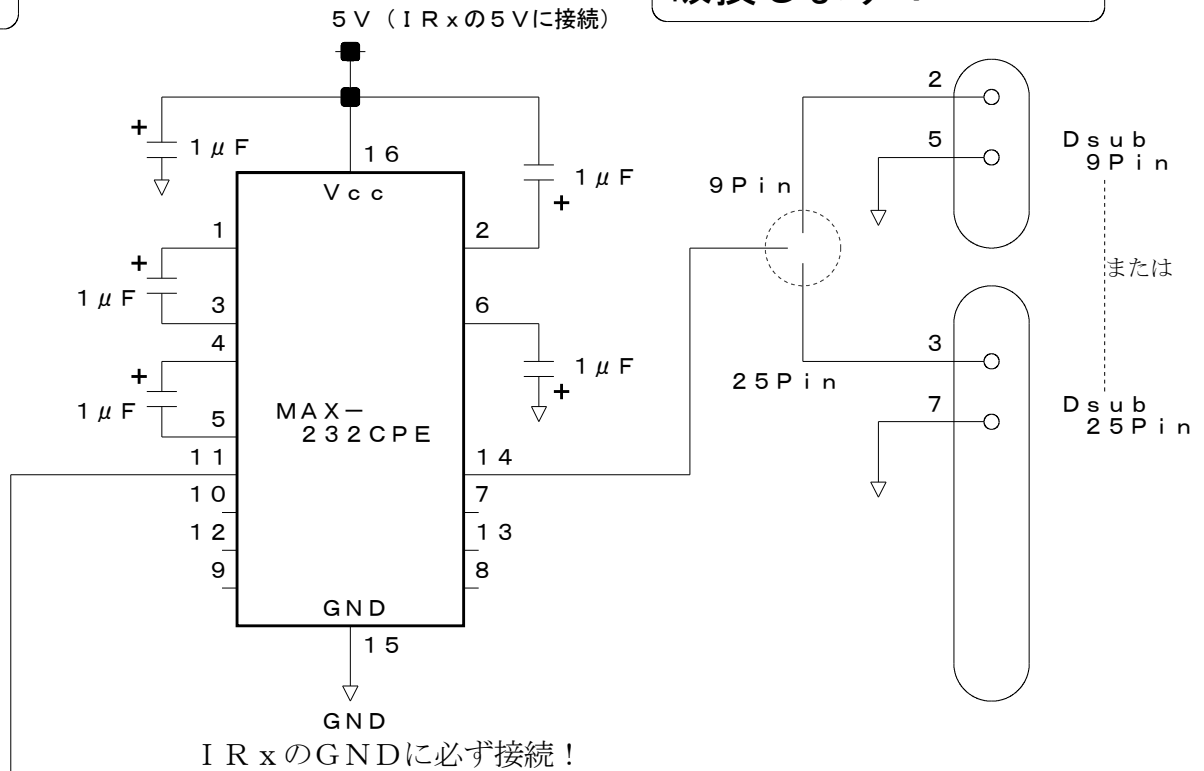 5V（IRxの5Vに接続）
+
1μF
16
Vcc
1μF
+
1
2
+
1μF
3
6
4
1μF
+
+
1μF
5
MAX－
232CPE
11
14
10
7
12
13
9
8
GND
15
GND
IRxのGNDに必ず接続！
2
5
Dsub
9Pin
9Pin
または
3
25Pin
7
Dsub
25Pin